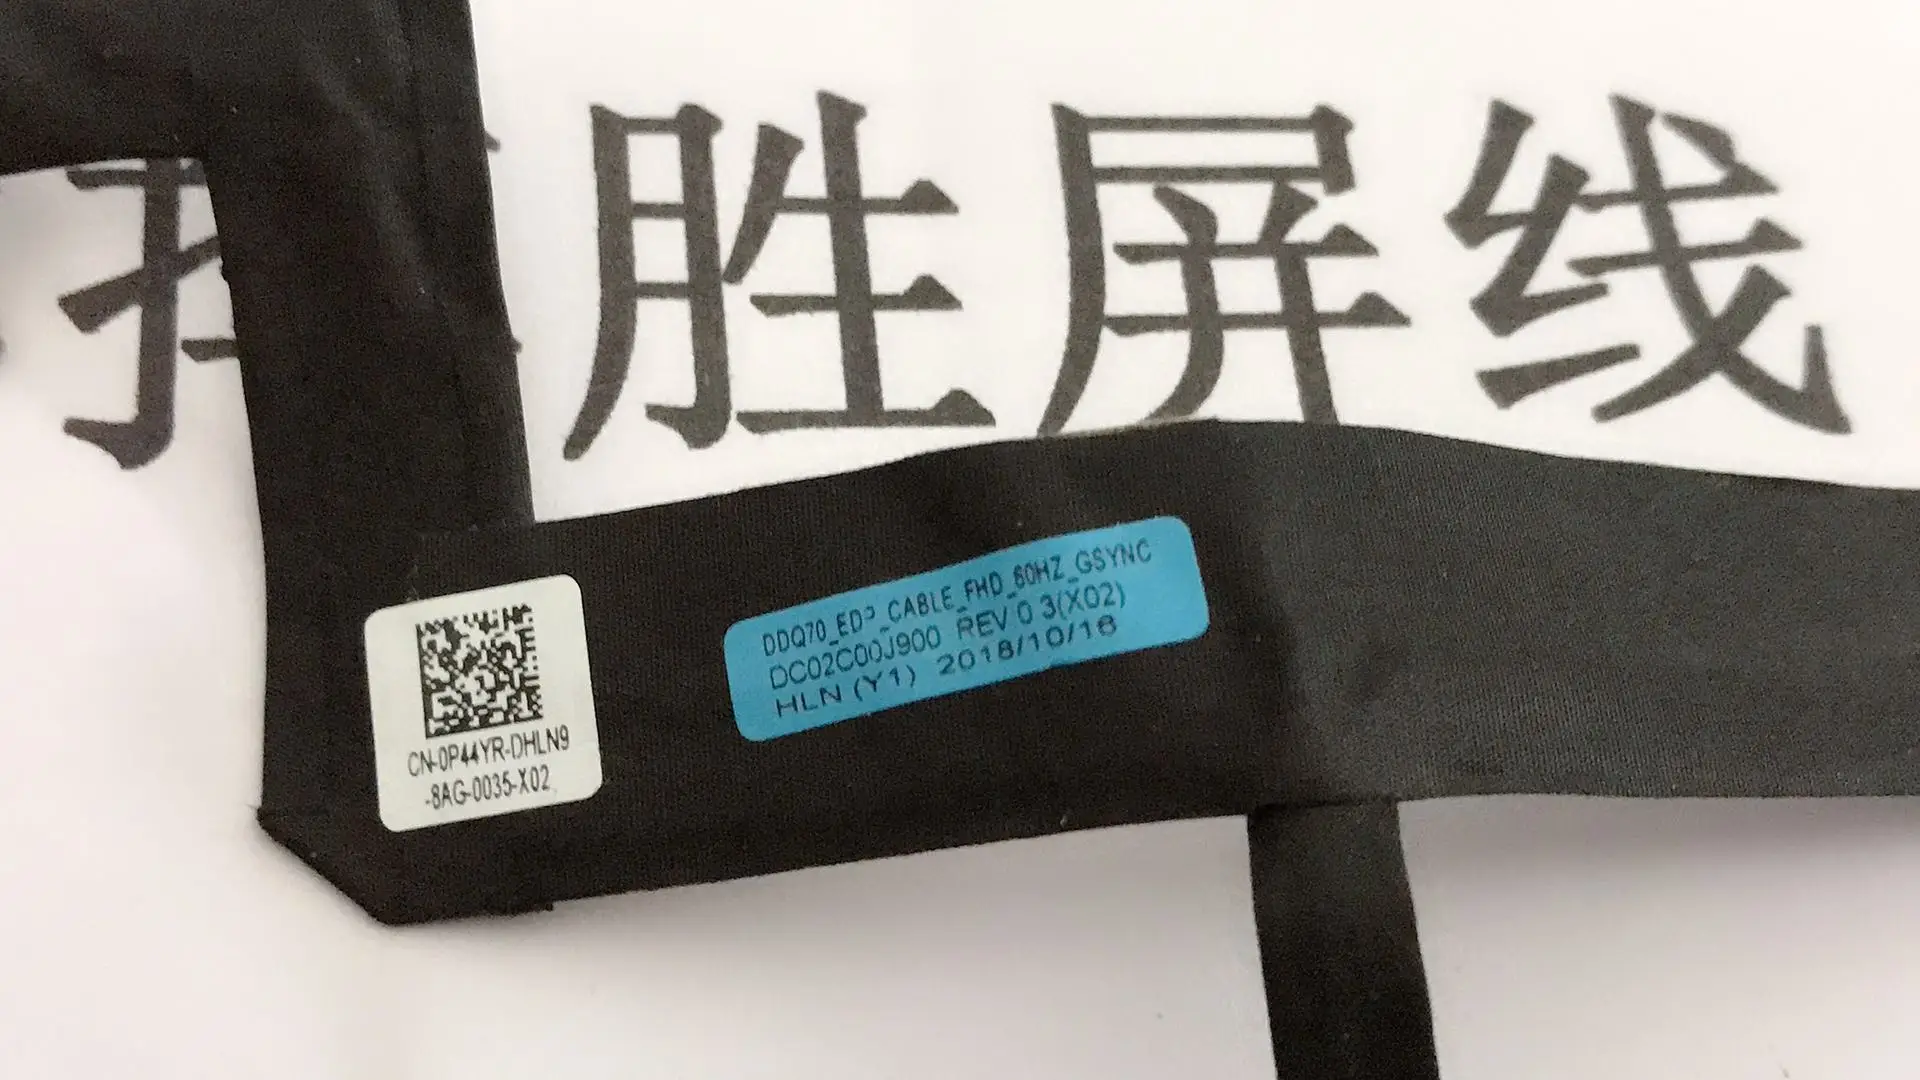 胜屏线
DDQ70_EDP_CABLE_FHD_60HZ_GSYNC
DC02C00J900 REV 0.3(X02)
HLN (Y1) 2018/10/16
CN-0P44YR-DHLN9
-8AG-0035-X02